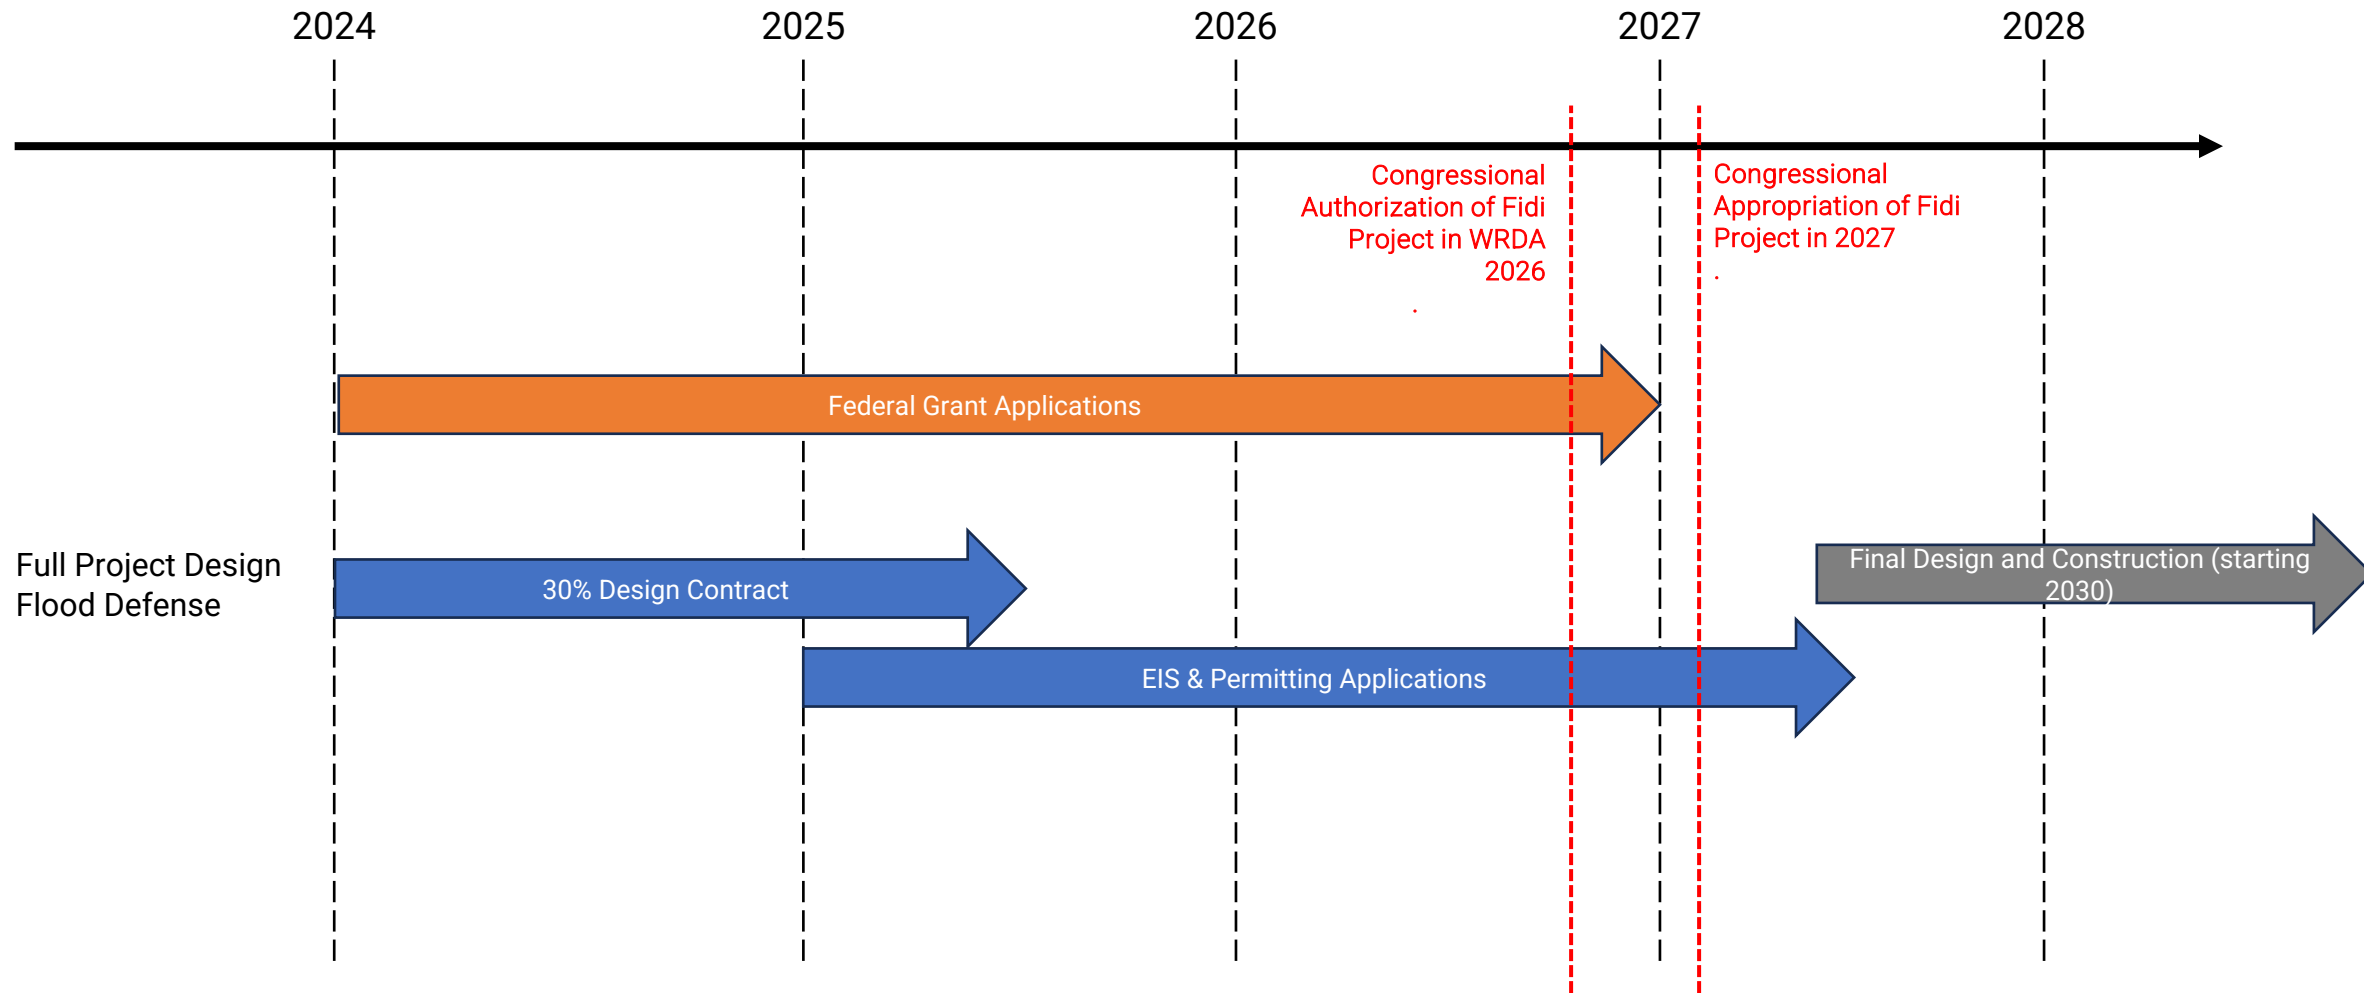 2024
2025
2026
2027
2028
Congressional
Authorization of Fidi
Project in WRDA
2026
.
Congressional
Appropriation of Fidi
Project in 2027
.
Federal Grant Applications
Full Project Design
Flood Defense
30% Design Contract
Final Design and Construction (starting
2030)
EIS & Permitting Applications